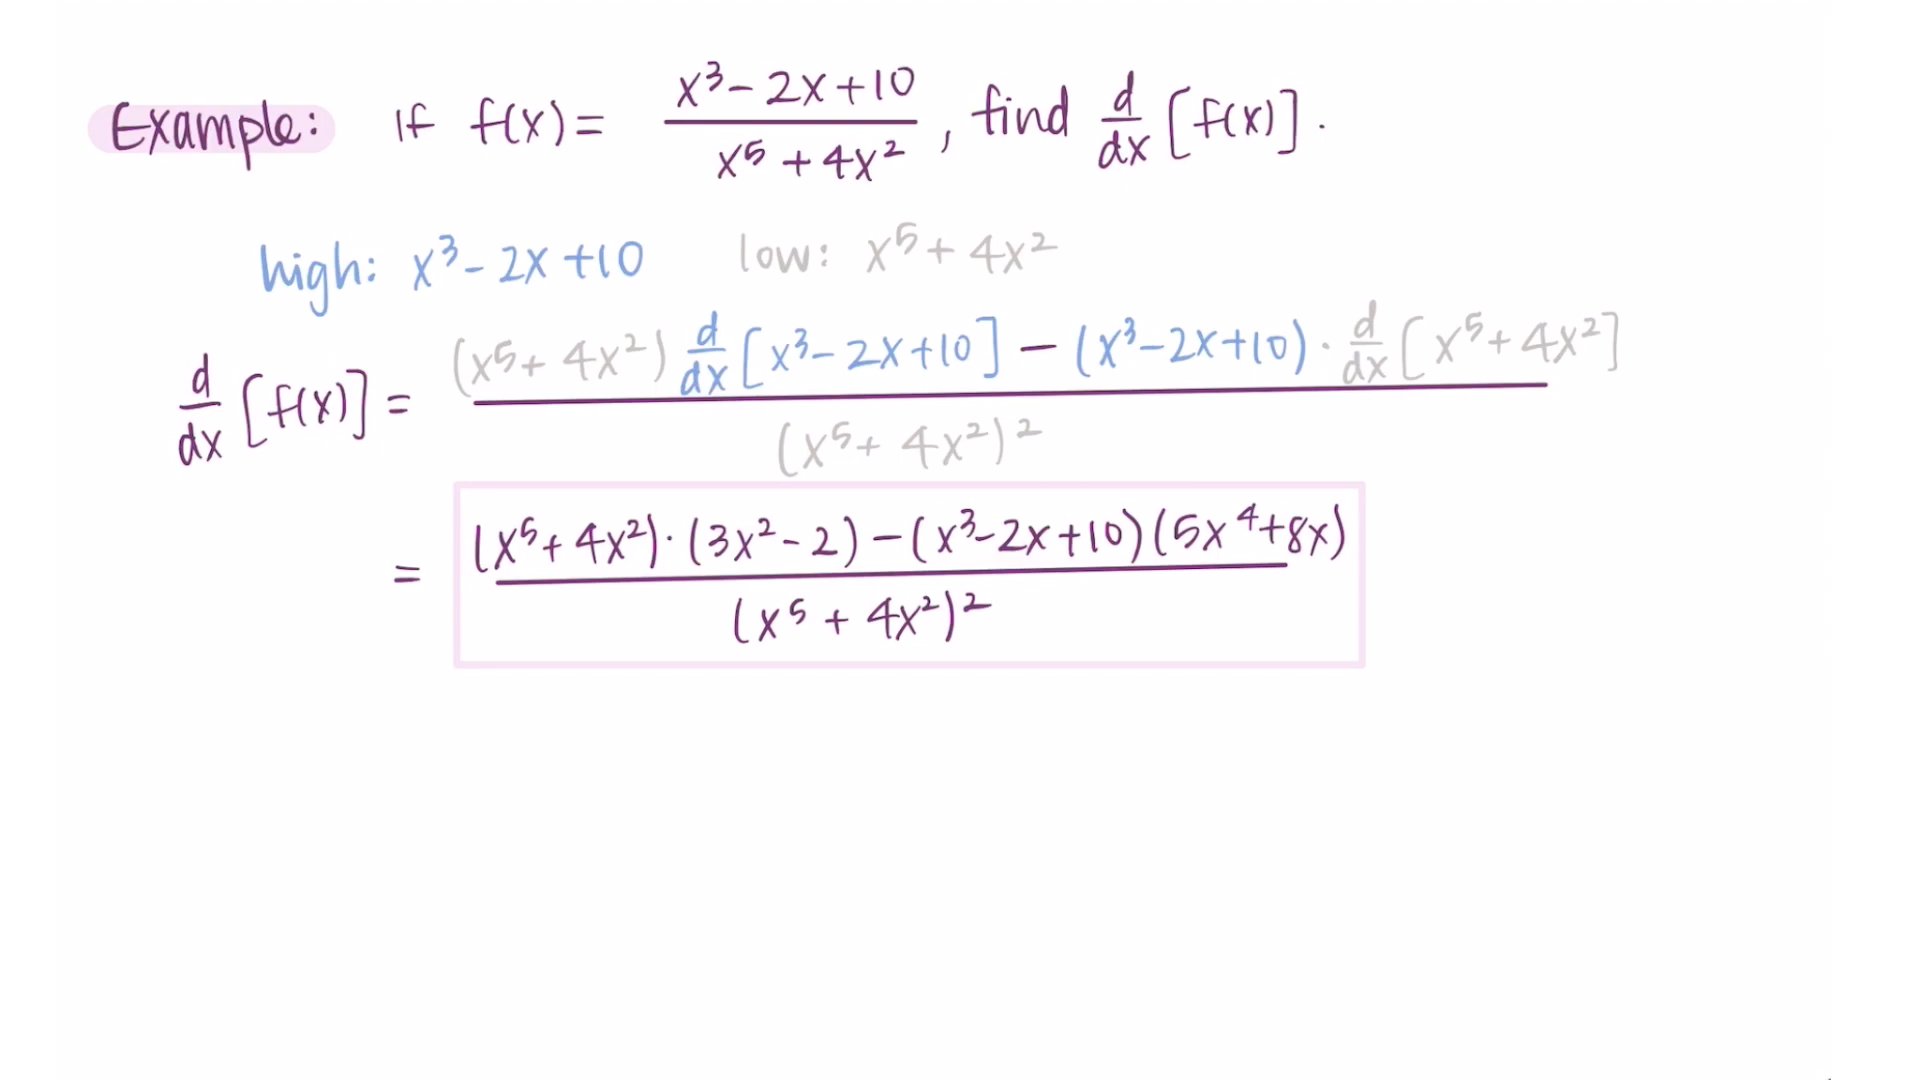 Example: If f(x) = (x³ - 2x + 10)/(x⁵ + 4x²), find d/dx [f(x)].
high: x³ - 2x + 10 low: x⁵ + 4x²
d/dx [f(x)] = ((x⁵ + 4x²) d/dx [x³ - 2x + 10] - (x³ - 2x + 10) · d/dx [x⁵ + 4x²])/(x⁵ + 4x²)²
= ((x⁵ + 4x²) · (3x² - 2) - (x³ - 2x + 10)(5x⁴ + 8x))/(x⁵ + 4x²)²